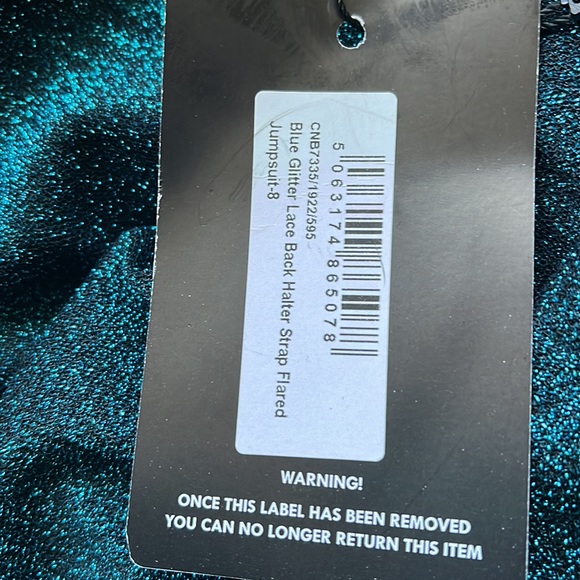 5 063174 865078
CNB7335/1922/595
Blue Glitter Lace Back Halter Strap Flared
Jumpsuit-8
WARNING!
ONCE THIS LABEL HAS BEEN REMOVED
YOU CAN NO LONGER RETURN THIS ITEM